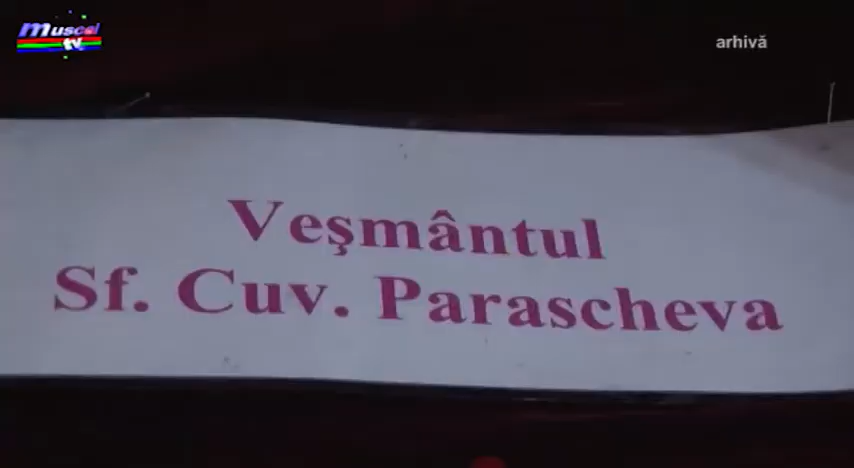 Muscel
tv
arhivă
Veşmântul
Sf. Cuv. Parascheva